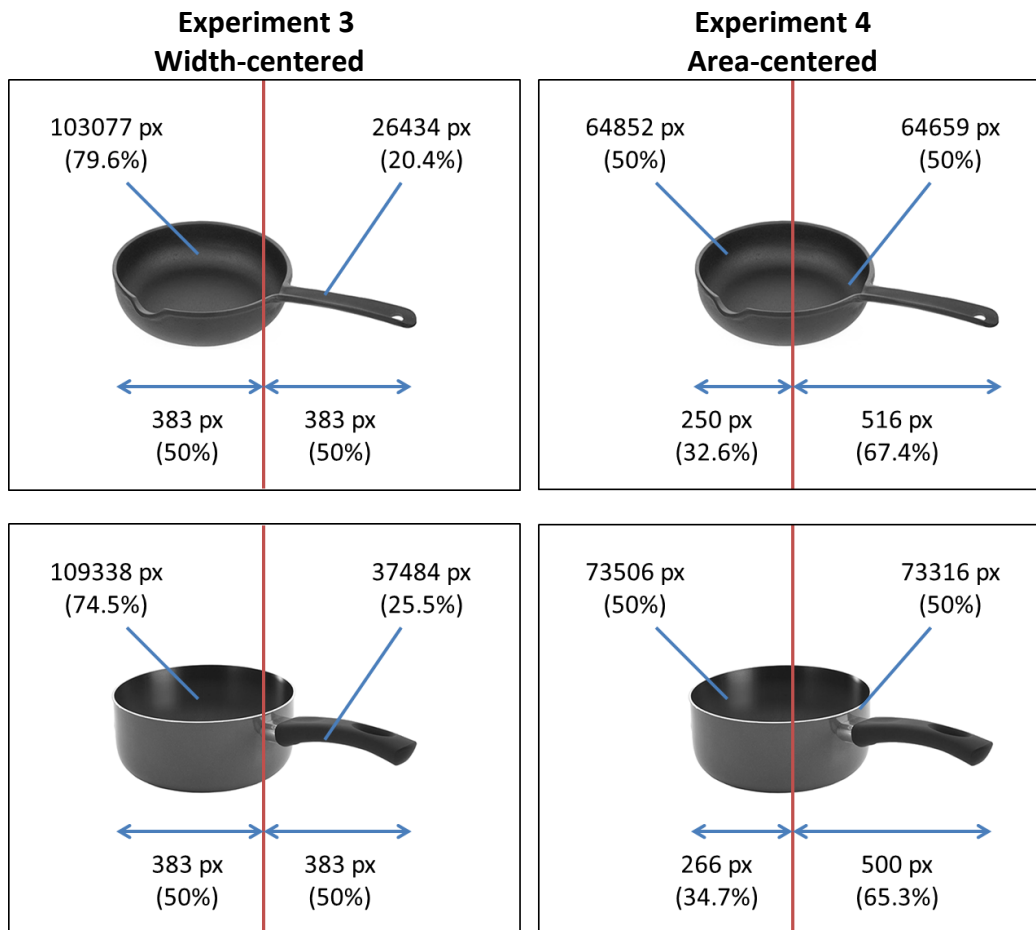 Experiment 3
Width-centered
Experiment 4
Area-centered
103077 px
(79.6%)
26434 px
(20.4%)
383 px
(50%)
383 px
(50%)
64852 px
(50%)
64659 px
(50%)
250 px
(32.6%)
516 px
(67.4%)
109338 px
(74.5%)
37484 px
(25.5%)
383 px
(50%)
383 px
(50%)
73506 px
(50%)
73316 px
(50%)
266 px
(34.7%)
500 px
(65.3%)